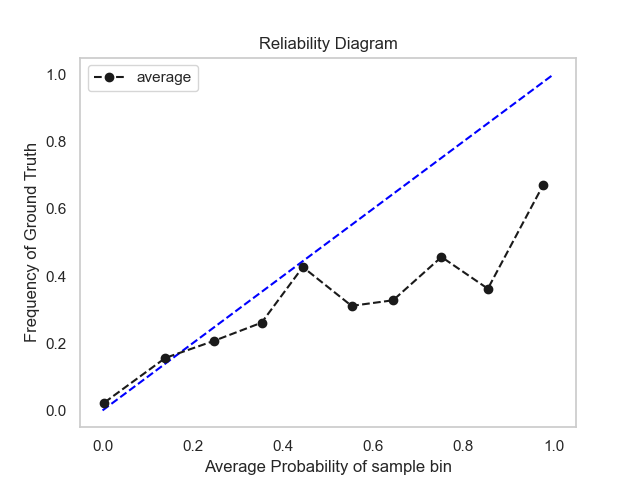 Reliability Diagram
average
Frequency of Ground Truth
1.0
0.8
0.6
0.4
0.2
0.0
0.0 0.2 0.4 0.6 0.8 1.0
Average Probability of sample bin